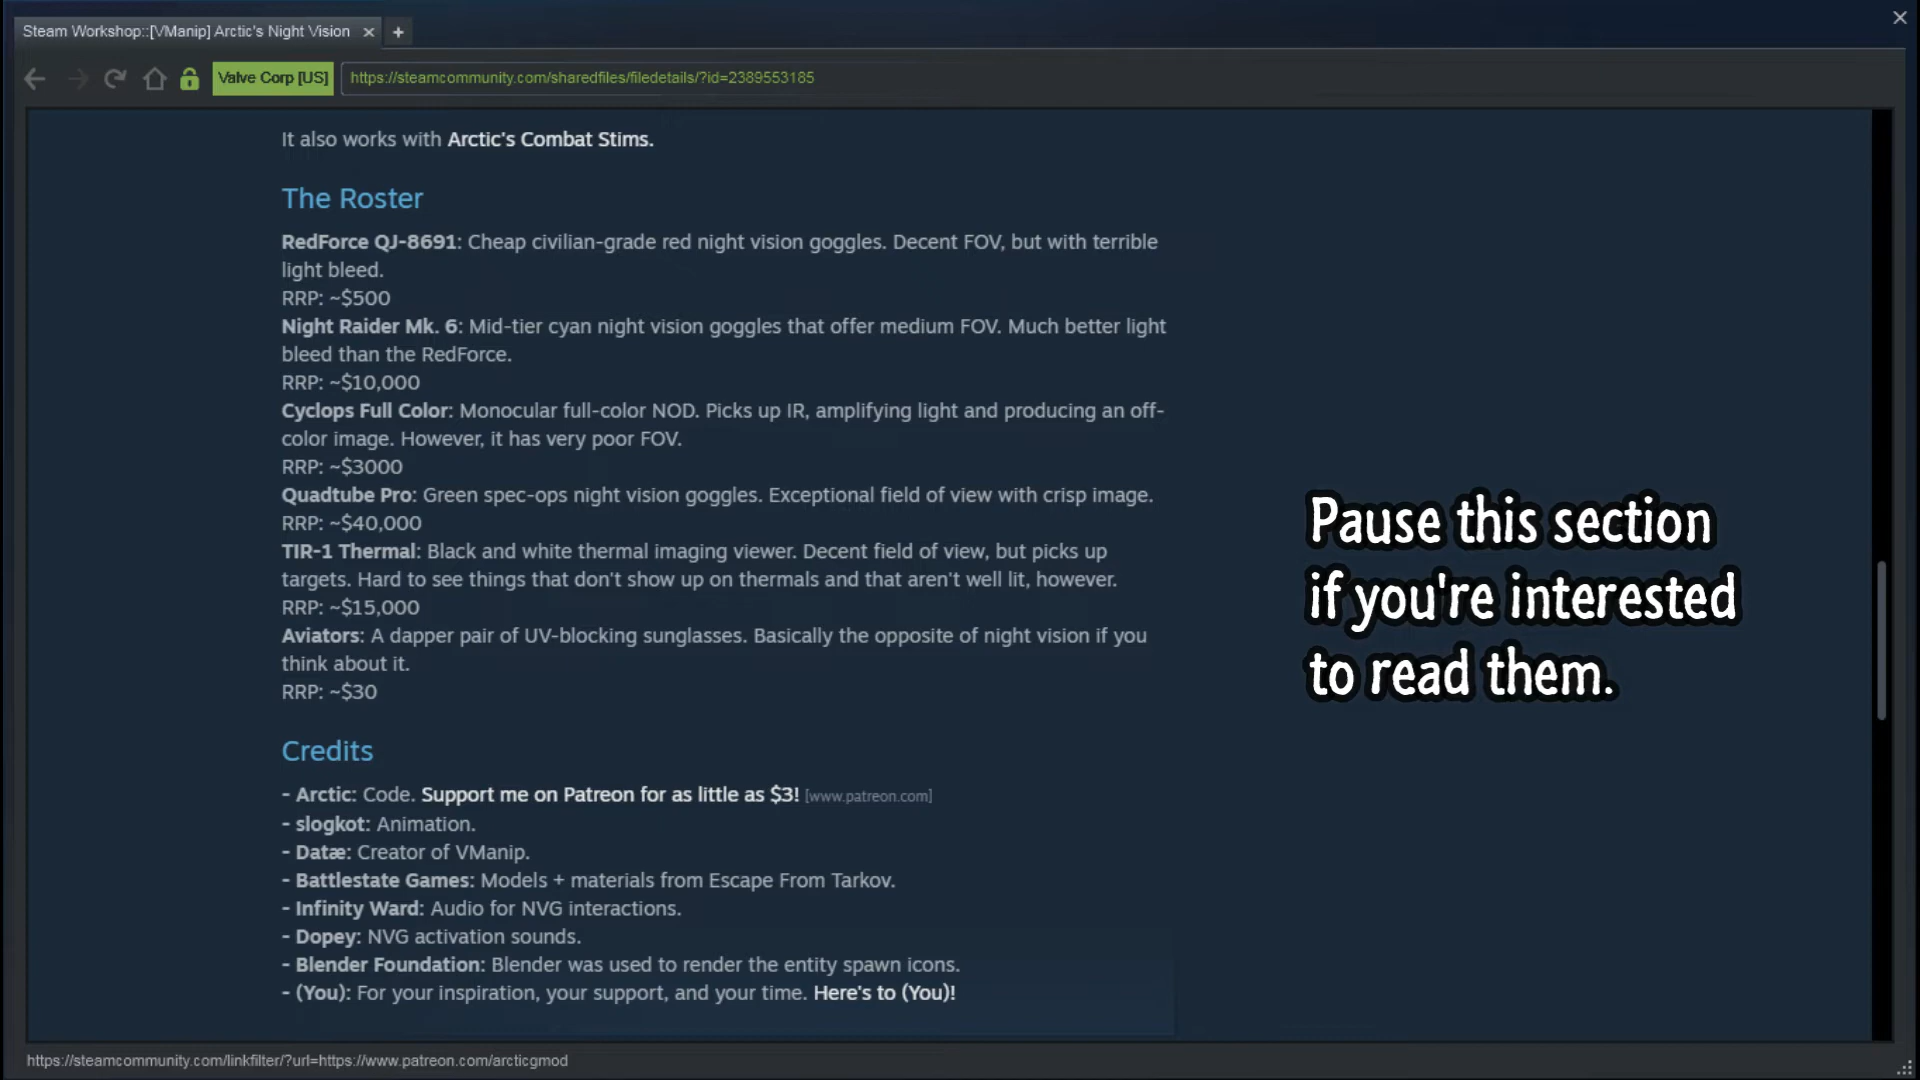 Steam Workshop::[VManip] Arctic's Night Vision
Valve Corp [US]
https://steamcommunity.com/sharedfiles/filedetails/?id=2389553185
It also works with Arctic's Combat Stims.
The Roster
RedForce QJ-8691: Cheap civilian-grade red night vision goggles. Decent FOV, but with terrible
light bleed.
RRP: ~$500
Night Raider Mk. 6: Mid-tier cyan night vision goggles that offer medium FOV. Much better light
bleed than the RedForce.
RRP: ~$10,000
Cyclops Full Color: Monocular full-color NOD. Picks up IR, amplifying light and producing an off-
color image. However, it has very poor FOV.
RRP: ~$3000
Quadtube Pro: Green spec-ops night vision goggles. Exceptional field of view with crisp image.
RRP: ~$40,000
TIR-1 Thermal: Black and white thermal imaging viewer. Decent field of view, but picks up
targets. Hard to see things that don't show up on thermals and that aren't well lit, however.
RRP: ~$15,000
Aviators: A dapper pair of UV-blocking sunglasses. Basically the opposite of night vision if you
think about it.
RRP: ~$30
Pause this section
if you're interested
to read them.
Credits
- Arctic: Code. Support me on Patreon for as little as $3! [www.patreon.com]
- slogkot: Animation.
- Datæ: Creator of VManip.
- Battlestate Games: Models + materials from Escape From Tarkov.
- Infinity Ward: Audio for NVG interactions.
- Dopey: NVG activation sounds.
- Blender Foundation: Blender was used to render the entity spawn icons.
- (You): For your inspiration, your support, and your time. Here's to (You)!
https://steamcommunity.com/linkfilter/?url=https://www.patreon.com/arcticgmod